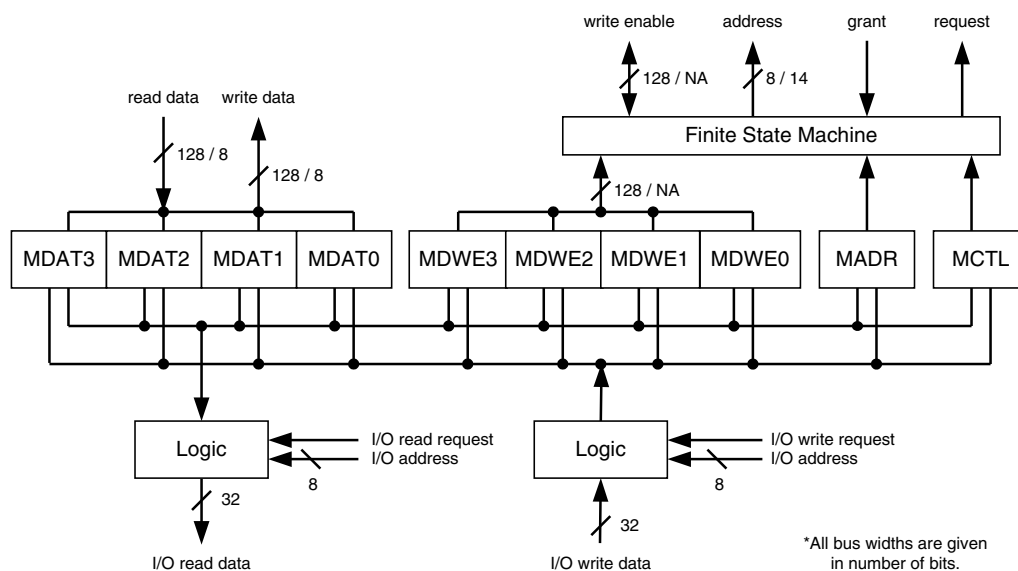 write enable address grant request
128 / NA 8 / 14
read data write data
Finite State Machine
128 / 8
128 / 8
128 / NA
MDAT3 MDAT2 MDAT1 MDAT0 MDWE3 MDWE2 MDWE1 MDWE0 MADR MCTL
Logic I/O read request Logic I/O write request
I/O address I/O address
8 8
32 32
I/O read data I/O write data
*All bus widths are given
in number of bits.